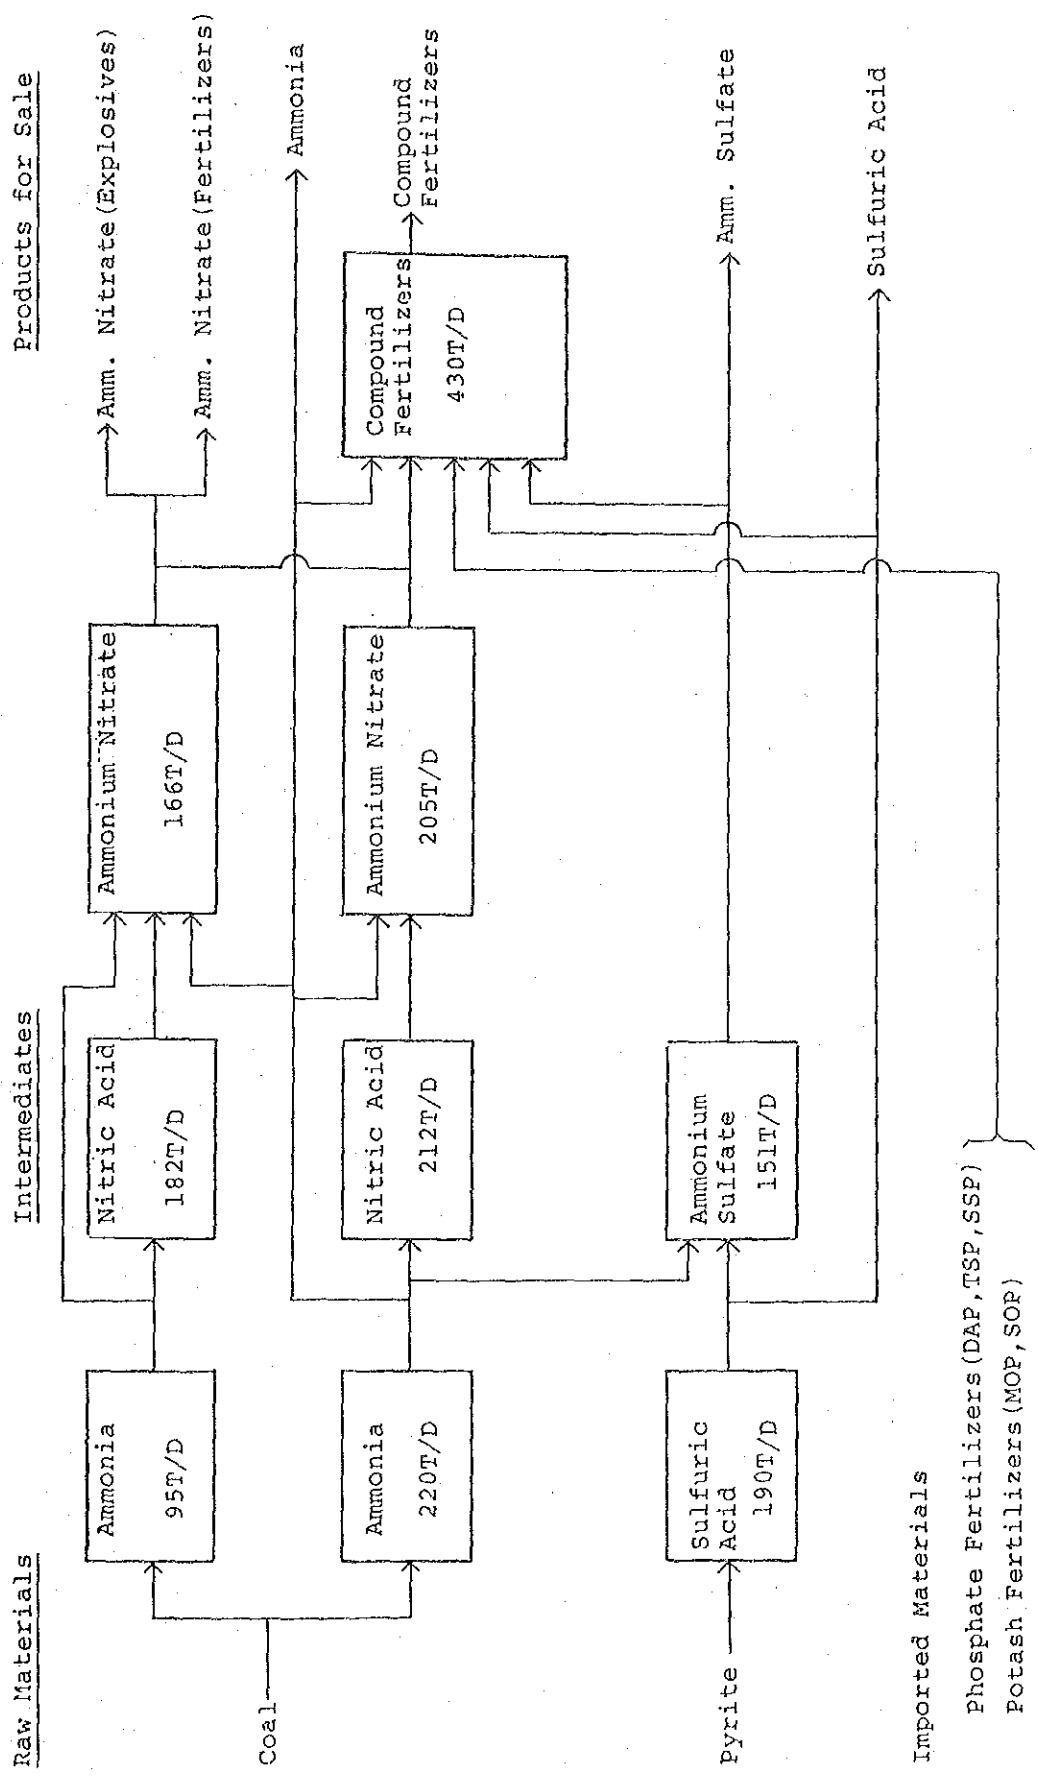 Raw Materials
Intermediates
Products for Sale
Coal
Ammonia
95T/D
Nitric Acid
182T/D
Ammonium Nitrate
166T/D
Amm. Nitrate(Explosives)
Amm. Nitrate(Fertilizers)
Ammonia
Ammonia
220T/D
Nitric Acid
212T/D
Ammonium Nitrate
205T/D
Compound
Fertilizers
430T/D
Compound
Fertilizers
Pyrite
Sulfuric
Acid
190T/D
Ammonium
Sulfate
151T/D
Amm. Sulfate
Sulfuric Acid
Imported Materials
Phosphate Fertilizers(DAP,TSP,SSP)
Potash Fertilizers(MOP,SOP)